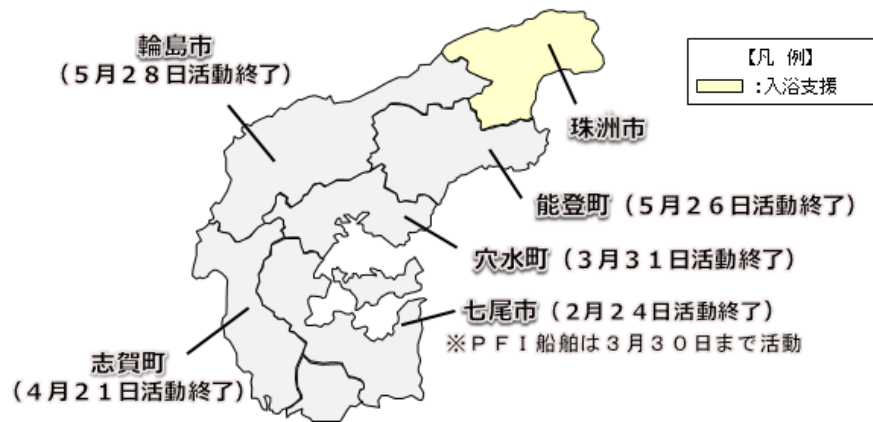 輪島市
（５月２８日活動終了）
【凡 例】
：入浴支援
珠洲市
能登町（５月２６日活動終了）
穴水町（３月３１日活動終了）
七尾市（２月２４日活動終了）
※ＰＦＩ船舶は３月３０日まで活動
志賀町
（４月２１日活動終了）